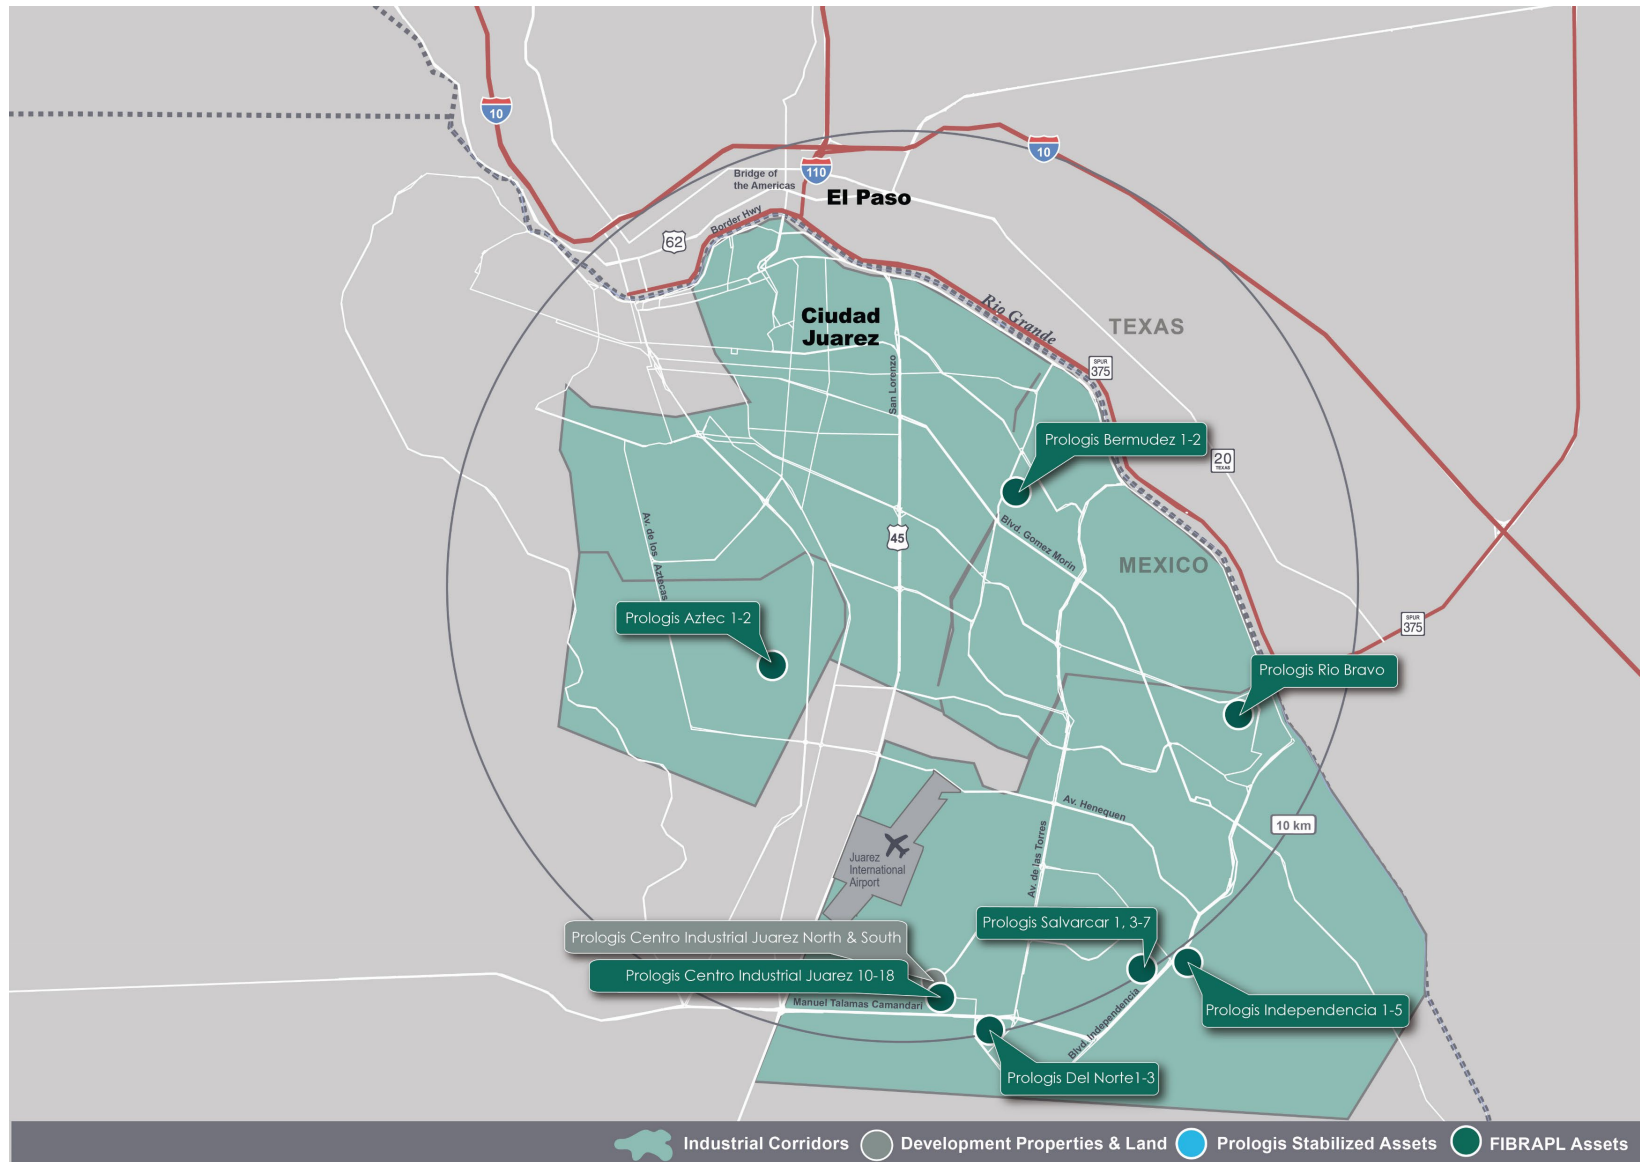 10
10
110
Bridge of
the Americas
El Paso
Border Hwy
62
Ciudad
Juarez
Rio Grande
TEXAS
SPUR
375
San Lorenzo
Prologis Bermudez 1-2
20
TEXAS
Av. de los Aztecas
45
Blvd. Gomez Morin
MEXICO
Prologis Aztec 1-2
SPUR
375
Prologis Rio Bravo
Av. Henequen
10 km
Av. de las Torres
Juarez
International
Airport
Prologis Salvarcar 1, 3-7
Prologis Centro Industrial Juarez North & South
Prologis Centro Industrial Juarez 10-18
Manuel Talamas Camandari
Blvd. Independencia
Prologis Independencia 1-5
Prologis Del Norte1-3
Industrial Corridors
Development Properties & Land
Prologis Stabilized Assets
FIBRAPL Assets